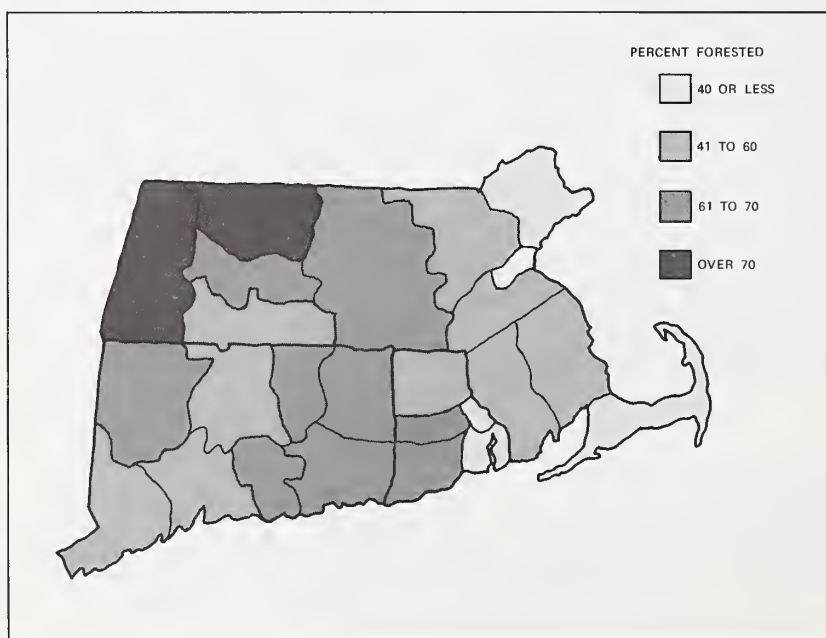 PERCENT FORESTED
40 OR LESS
41 TO 60
61 TO 70
OVER 70